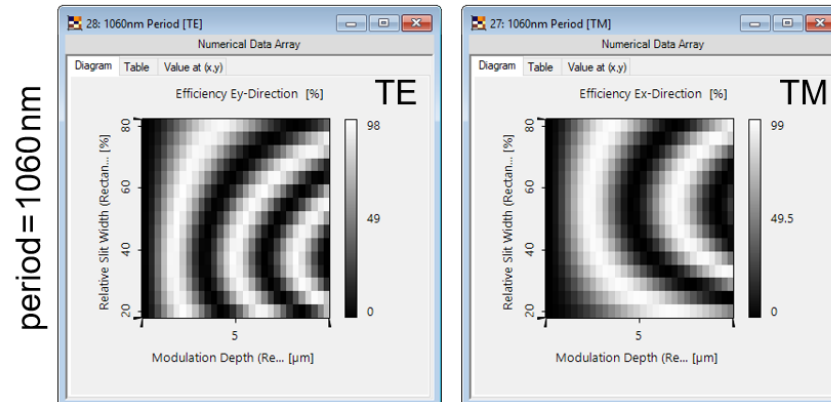 period = 1060nm
28: 1060nm Period [TE]
Numerical Data Array
Diagram Table Value at (x,y)
Efficiency Ey-Direction [%]
TE
Relative Slit Width (Rectan... [%]
80
60
40
20
5
Modulation Depth (Re... [µm]
98
49
0
27: 1060nm Period [TM]
Numerical Data Array
Diagram Table Value at (x,y)
Efficiency Ex-Direction [%]
TM
Relative Slit Width (Rectan... [%]
80
60
40
20
5
Modulation Depth (Re... [µm]
99
49.5
0